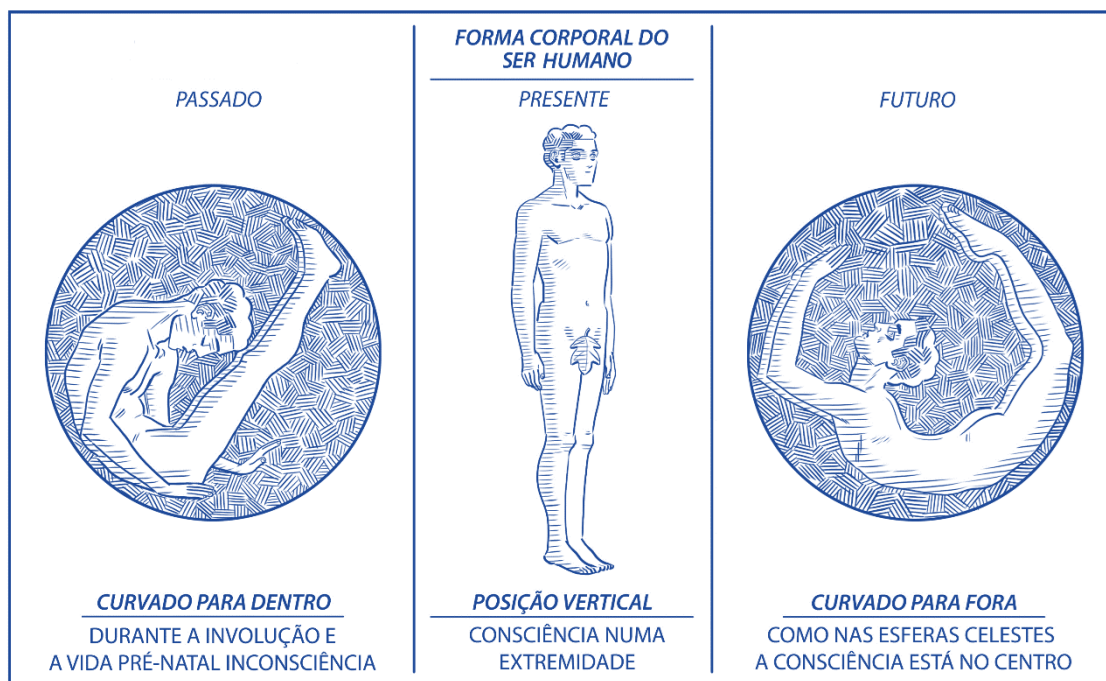 FORMA CORPORAL DO
SER HUMANO
PASSADO
PRESENTE
FUTURO
CURVADO PARA DENTRO
DURANTE A INVOLUÇÃO E
A VIDA PRÉ-NATAL INCONSCIÊNCIA
POSIÇÃO VERTICAL
CONSCIÊNCIA NUMA
EXTREMIDADE
CURVADO PARA FORA
COMO NAS ESFERAS CELESTES
A CONSCIÊNCIA ESTÁ NO CENTRO